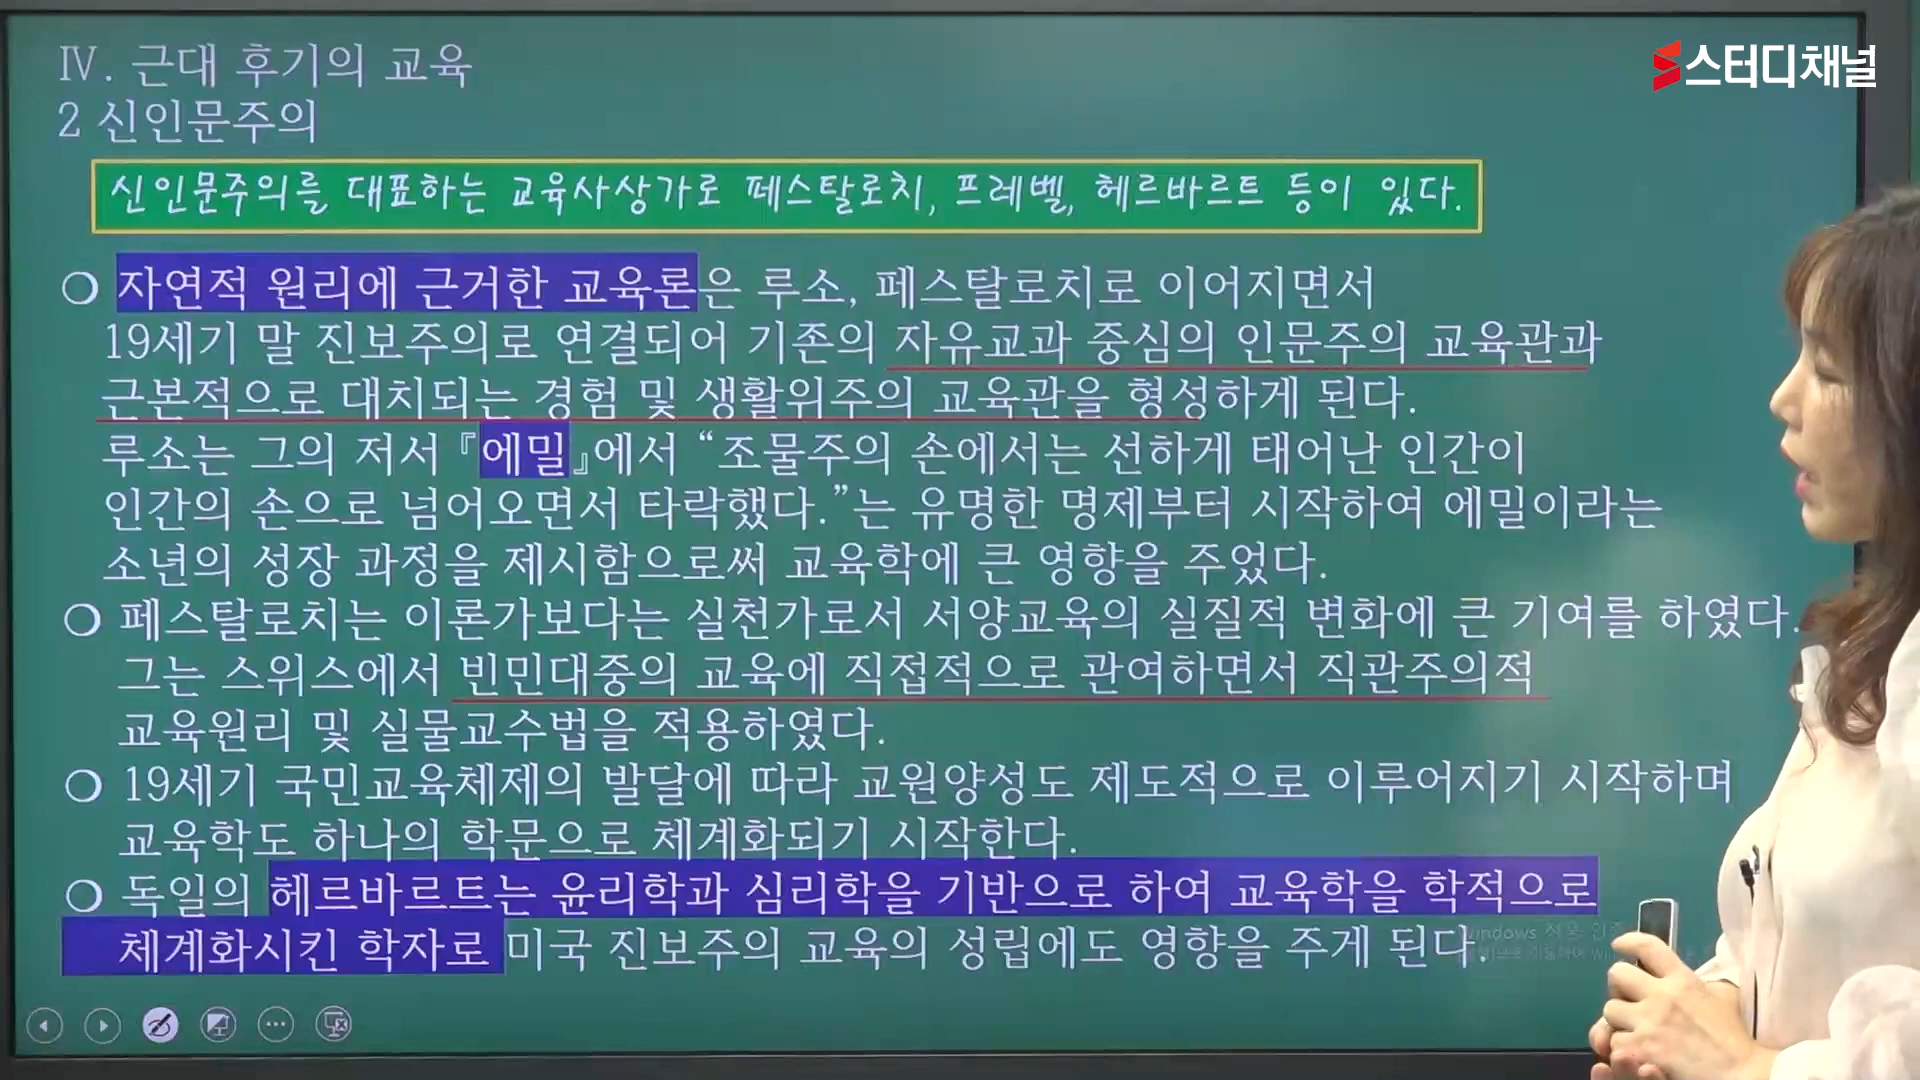 Ⅳ. 근대 후기의 교육
스터디채널
2 신인문주의
신인문주의를 대표하는 교육사상가로 페스탈로치, 프레벨, 헤르바르트 등이 있다.
❍ 자연적 원리에 근거한 교육론은 루소, 페스탈로치로 이어지면서
19세기 말 진보주의로 연결되어 기존의 자유교과 중심의 인문주의 교육관과
근본적으로 대치되는 경험 및 생활위주의 교육관을 형성하게 된다.
루소는 그의 저서 『에밀』에서 “조물주의 손에서는 선하게 태어난 인간이
인간의 손으로 넘어오면서 타락했다.”는 유명한 명제부터 시작하여 에밀이라는
소년의 성장 과정을 제시함으로써 교육학에 큰 영향을 주었다.
❍ 페스탈로치는 이론가보다는 실천가로서 서양교육의 실질적 변화에 큰 기여를 하였다.
그는 스위스에서 빈민대중의 교육에 직접적으로 관여하면서 직관주의적
교육원리 및 실물교수법을 적용하였다.
❍ 19세기 국민교육체제의 발달에 따라 교원양성도 제도적으로 이루어지기 시작하며
교육학도 하나의 학문으로 체계화되기 시작한다.
❍ 독일의 헤르바르트는 윤리학과 심리학을 기반으로 하여 교육학을 학적으로
체계화시킨 학자로 미국 진보주의 교육의 성립에도 영향을 주게 된다.
Windows